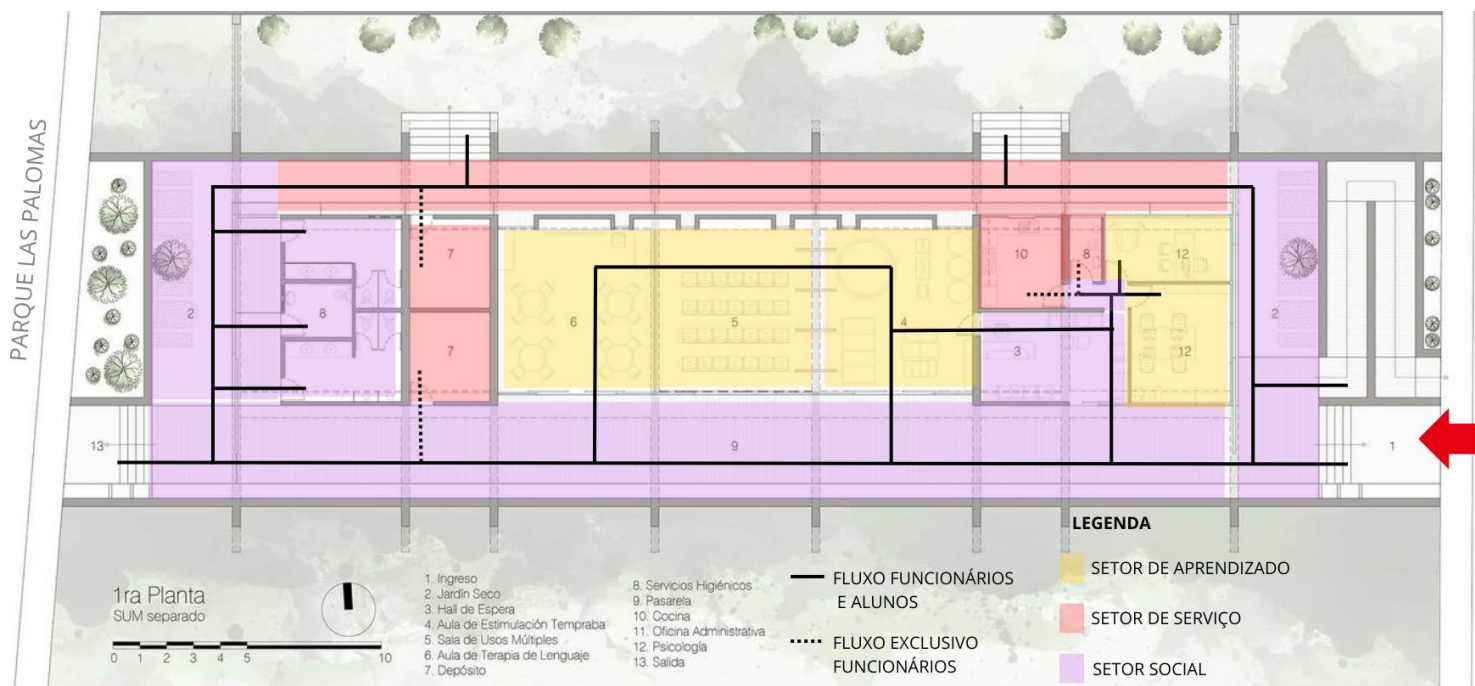 PARQUE LAS PALOMAS
7
10
8
12
2
8
6
5
4
3
2
7
12
13
9
1
1ra Planta
SUM separado
0 1 2 3 4 5 10
1. Ingreso
2. Jardín Seco
3. Hall de Espera
4. Aula de Estimulación Tempraba
5. Sala de Usos Múltiples
6. Aula de Terapia de Lenguaje
7. Depósito
8. Servicios Higiénicos
9. Pasarela
10. Cocina
11. Oficina Administrativa
12. Psicología
13. Salida
FLUXO FUNCIONÁRIOS
E ALUNOS
FLUXO EXCLUSIVO
FUNCIONÁRIOS
LEGENDA
SETOR DE APRENDIZADO
SETOR DE SERVIÇO
SETOR SOCIAL